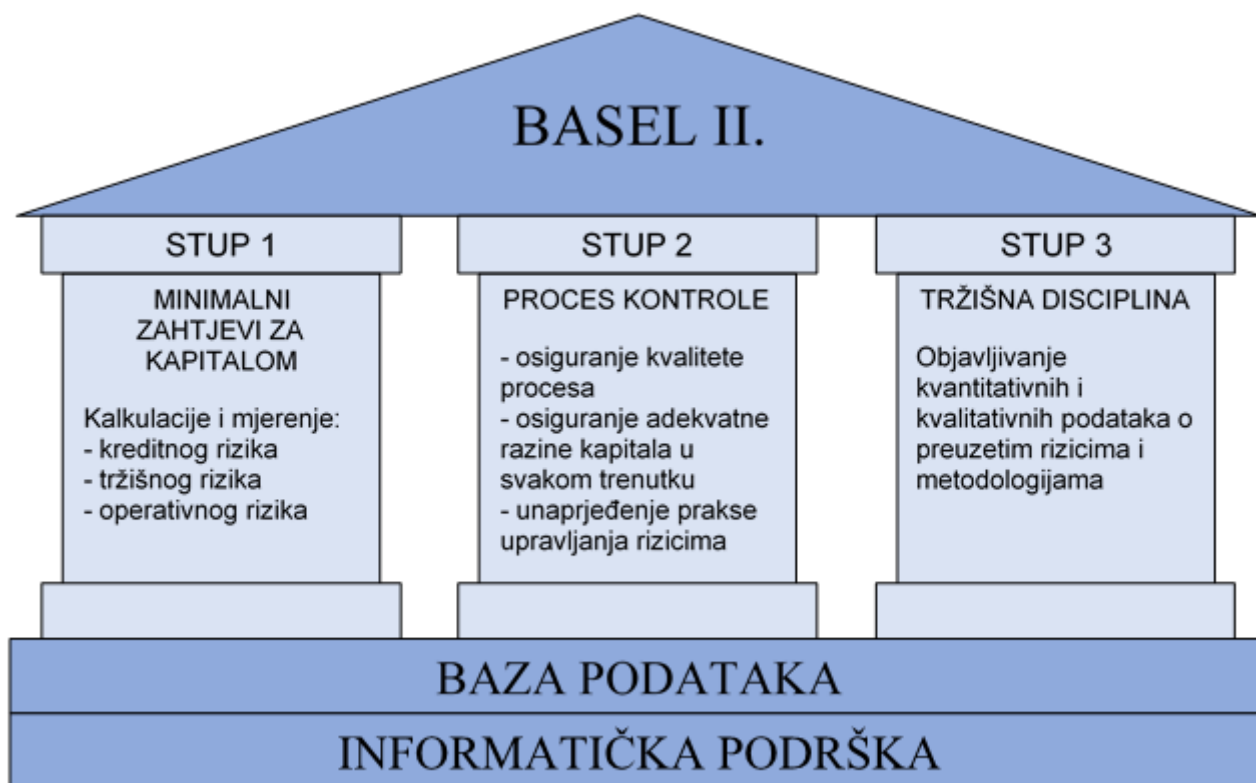 BASEL II.
STUP 1
MINIMALNI
ZAHTJEVI ZA
KAPITALOM
Kalkulacije i mjerenje:
- kreditnog rizika
- tržišnog rizika
- operativnog rizika
STUP 2
PROCES KONTROLE
- osiguranje kvalitete
procesa
- osiguranje adekvatne
razine kapitala u
svakom trenutku
- unaprjeđenje prakse
upravljanja rizicima
STUP 3
TRŽIŠNA DISCIPLINA
Objavljivanje
kvantitativnih i
kvalitativnih podataka o
preuzetim rizicima i
metodologijama
BAZA PODATAKA
INFORMATIČKA PODRŠKA